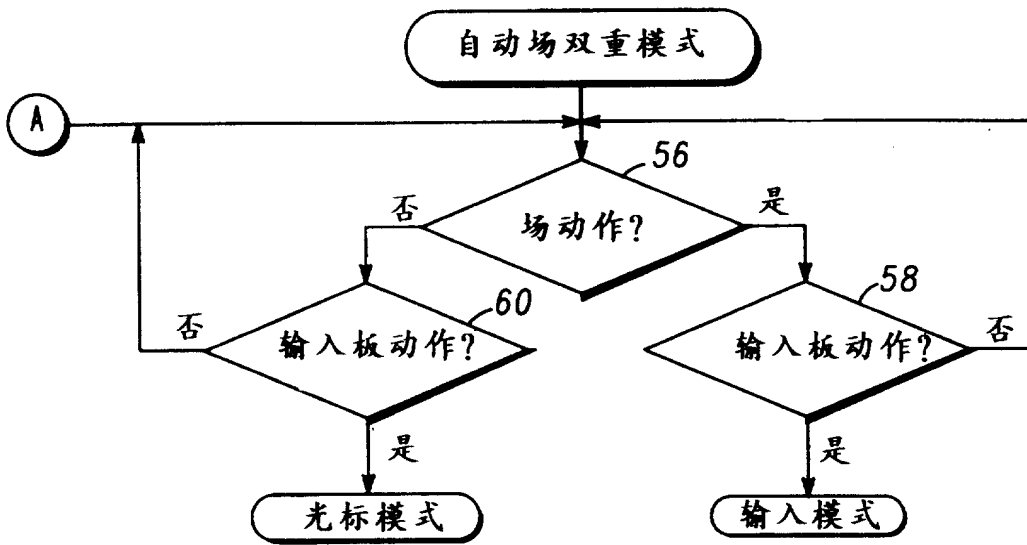 自动场双重模式
A
56
场动作?
否
是
60
58
否
输入板动作?
输入板动作?
否
是
是
光标模式
输入模式